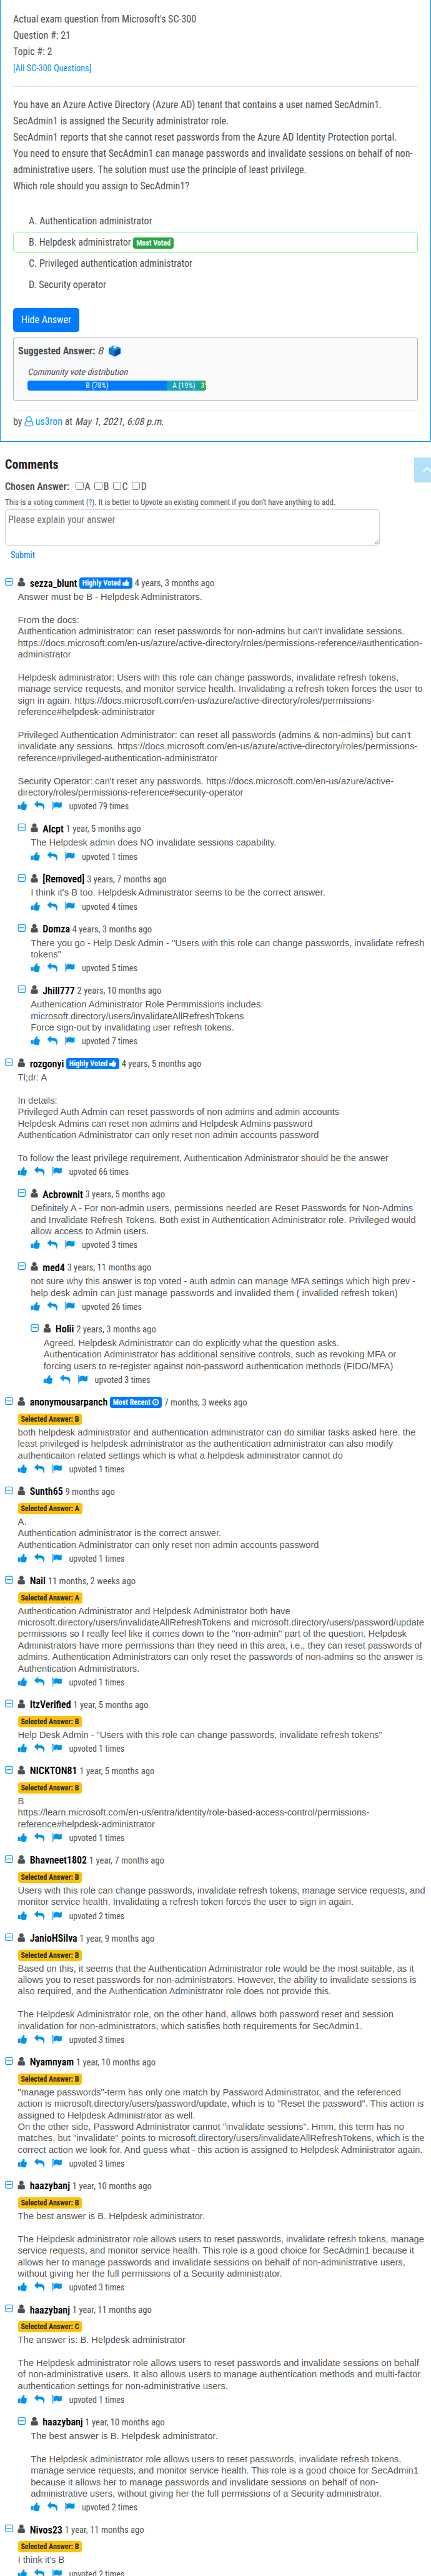 Actual exam question from Microsoft's SC-300
Question #: 21
Topic #: 2
[All SC-300 Questions]
You have an Azure Active Directory (Azure AD) tenant that contains a user named SecAdmin1.
SecAdmin1 is assigned the Security administrator role.
SecAdmin1 reports that she cannot reset passwords from the Azure AD Identity Protection portal.
You need to ensure that SecAdmin1 can manage passwords and invalidate sessions on behalf of non-
administrative users. The solution must use the principle of least privilege.
Which role should you assign to SecAdmin1?
A. Authentication administrator
B. Helpdesk administrator Most Voted
C. Privileged authentication administrator
D. Security operator
Hide Answer
Suggested Answer: B
Community vote distribution
B (78%) A (19%) 3
by us3ron at May 1, 2021, 6:08 p.m.
Comments
Chosen Answer: A B C D
This is a voting comment (?). It is better to Upvote an existing comment if you don't have anything to add.
Please explain your answer
Submit
sezza_blunt Highly Voted 4 years, 3 months ago
Answer must be B - Helpdesk Administrators.
From the docs:
Authentication administrator: can reset passwords for non-admins but can't invalidate sessions.
https://docs.microsoft.com/en-us/azure/active-directory/roles/permissions-reference#authentication-
administrator
Helpdesk administrator: Users with this role can change passwords, invalidate refresh tokens,
manage service requests, and monitor service health. Invalidating a refresh token forces the user to
sign in again. https://docs.microsoft.com/en-us/azure/active-directory/roles/permissions-
reference#helpdesk-administrator
Privileged Authentication Administrator: can reset all passwords (admins & non-admins) but can't
invalidate any sessions. https://docs.microsoft.com/en-us/azure/active-directory/roles/permissions-
reference#privileged-authentication-administrator
Security Operator: can't reset any passwords. https://docs.microsoft.com/en-us/azure/active-
directory/roles/permissions-reference#security-operator
upvoted 79 times
Alcpt 1 year, 5 months ago
The Helpdesk admin does NO invalidate sessions capability.
upvoted 1 times
[Removed] 3 years, 7 months ago
I think it's B too. Helpdesk Administrator seems to be the correct answer.
upvoted 4 times
Domza 4 years, 3 months ago
There you go - Help Desk Admin - "Users with this role can change passwords, invalidate refresh
tokens"
upvoted 5 times
Jhill777 2 years, 10 months ago
Authenication Administrator Role Permmissions includes:
microsoft.directory/users/invalidateAllRefreshTokens
Force sign-out by invalidating user refresh tokens.
upvoted 7 times
rozgonyi Highly Voted 4 years, 5 months ago
Tl;dr: A
In details:
Privileged Auth Admin can reset passwords of non admins and admin accounts
Helpdesk Admins can reset non admins and Helpdesk Admins password
Authentication Administrator can only reset non admin accounts password
To follow the least privilege requirement, Authentication Administrator should be the answer
upvoted 66 times
Acbrownit 3 years, 5 months ago
Definitely A - For non-admin users, permissions needed are Reset Passwords for Non-Admins
and Invalidate Refresh Tokens. Both exist in Authentication Administrator role. Privileged would
allow access to Admin users.
upvoted 3 times
med4 3 years, 11 months ago
not sure why this answer is top voted - auth admin can manage MFA settings which high prev -
help desk admin can just manage passwords and invalided them ( invalided refresh token)
upvoted 26 times
Holii 2 years, 3 months ago
Agreed. Helpdesk Administrator can do explicitly what the question asks.
Authentication Administrator has additional sensitive controls, such as revoking MFA or
forcing users to re-register against non-password authentication methods (FIDO/MFA)
upvoted 3 times
anonymousarpanch Most Recent 7 months, 3 weeks ago
Selected Answer: B
both helpdesk administrator and authentication administrator can do similiar tasks asked here. the
least privileged is helpdesk administrator as the authentication administrator can also modify
authenticaiton related settings which is what a helpdesk administrator cannot do
upvoted 1 times
Sunth65 9 months ago
Selected Answer: A
A.
Authentication administrator is the correct answer.
Authentication Administrator can only reset non admin accounts password
upvoted 1 times
Nail 11 months, 2 weeks ago
Selected Answer: A
Authentication Administrator and Helpdesk Administrator both have
microsoft.directory/users/invalidateAllRefreshTokens and microsoft.directory/users/password/update
permissions so I really feel like it comes down to the "non-admin" part of the question. Helpdesk
Administrators have more permissions than they need in this area, i.e., they can reset passwords of
admins. Authentication Administrators can only reset the passwords of non-admins so the answer is
Authentication Administrators.
upvoted 1 times
ItzVerified 1 year, 5 months ago
Selected Answer: B
Help Desk Admin - "Users with this role can change passwords, invalidate refresh tokens"
upvoted 1 times
NICKTON81 1 year, 5 months ago
Selected Answer: B
B
https://learn.microsoft.com/en-us/entra/identity/role-based-access-control/permissions-
reference#helpdesk-administrator
upvoted 1 times
Bhavneet1802 1 year, 7 months ago
Selected Answer: B
Users with this role can change passwords, invalidate refresh tokens, manage service requests, and
monitor service health. Invalidating a refresh token forces the user to sign in again.
upvoted 2 times
JanioHSilva 1 year, 9 months ago
Selected Answer: B
Based on this, it seems that the Authentication Administrator role would be the most suitable, as it
allows you to reset passwords for non-administrators. However, the ability to invalidate sessions is
also required, and the Authentication Administrator role does not provide this.
The Helpdesk Administrator role, on the other hand, allows both password reset and session
invalidation for non-administrators, which satisfies both requirements for SecAdmin1.
upvoted 3 times
Nyamnyam 1 year, 10 months ago
Selected Answer: B
"manage passwords"-term has only one match by Password Administrator, and the referenced
action is microsoft.directory/users/password/update, which is to "Reset the password". This action is
assigned to Helpdesk Administrator as well.
On the other side, Password Administrator cannot "invalidate sessions". Hmm, this term has no
matches, but "invalidate" points to microsoft.directory/users/invalidateAllRefreshTokens, which is the
correct action we look for. And guess what - this action is assigned to Helpdesk Administrator again.
upvoted 3 times
haazybanj 1 year, 10 months ago
Selected Answer: B
The best answer is B. Helpdesk administrator.
The Helpdesk administrator role allows users to reset passwords, invalidate refresh tokens, manage
service requests, and monitor service health. This role is a good choice for SecAdmin1 because it
allows her to manage passwords and invalidate sessions on behalf of non-administrative users,
without giving her the full permissions of a Security administrator.
upvoted 3 times
haazybanj 1 year, 11 months ago
Selected Answer: C
The answer is: B. Helpdesk administrator
The Helpdesk administrator role allows users to reset passwords and invalidate sessions on behalf
of non-administrative users. It also allows users to manage authentication methods and multi-factor
authentication settings for non-administrative users.
upvoted 1 times
haazybanj 1 year, 10 months ago
The best answer is B. Helpdesk administrator.
The Helpdesk administrator role allows users to reset passwords, invalidate refresh tokens,
manage service requests, and monitor service health. This role is a good choice for SecAdmin1
because it allows her to manage passwords and invalidate sessions on behalf of non-
administrative users, without giving her the full permissions of a Security administrator.
upvoted 2 times
Nivos23 1 year, 11 months ago
Selected Answer: B
I think it's B
upvoted 2 times